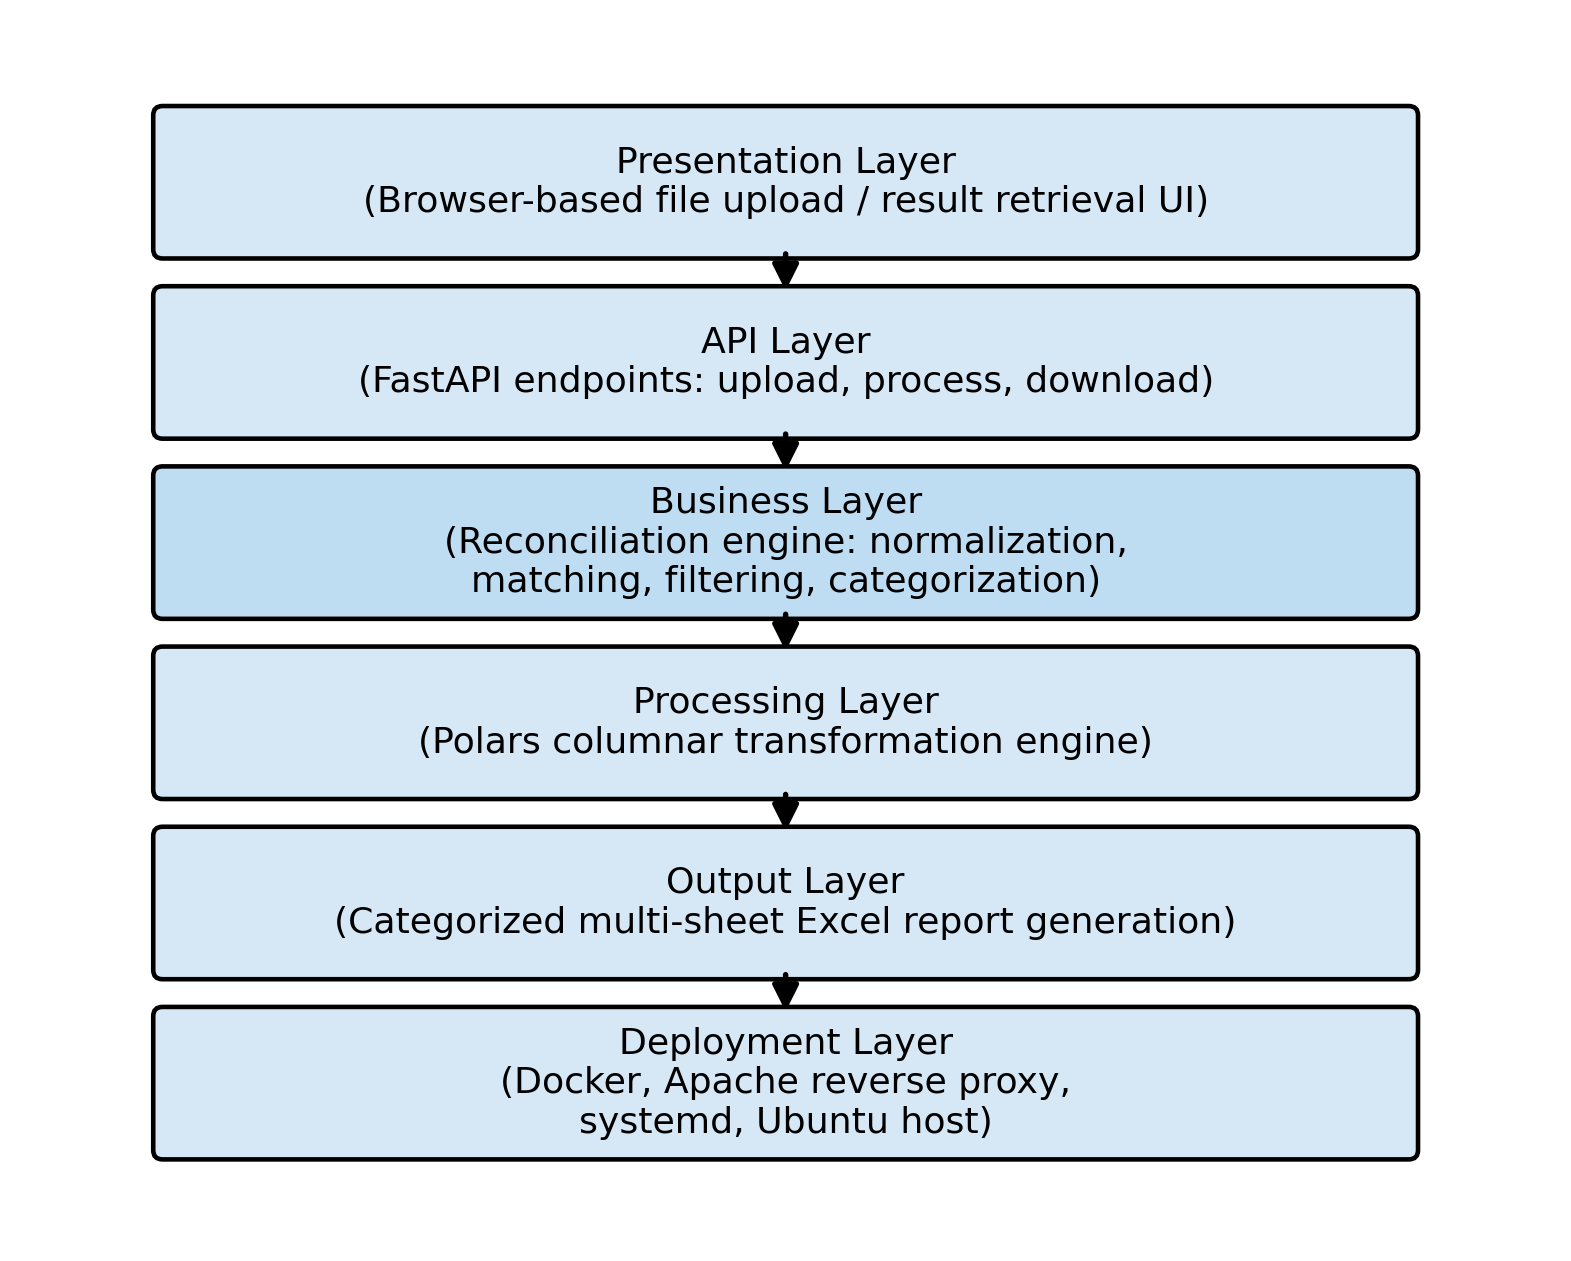 Presentation Layer
(Browser-based file upload / result retrieval UI)
API Layer
(FastAPI endpoints: upload, process, download)
Business Layer
(Reconciliation engine: normalization,
matching, filtering, categorization)
Processing Layer
(Polars columnar transformation engine)
Output Layer
(Categorized multi-sheet Excel report generation)
Deployment Layer
(Docker, Apache reverse proxy,
systemd, Ubuntu host)